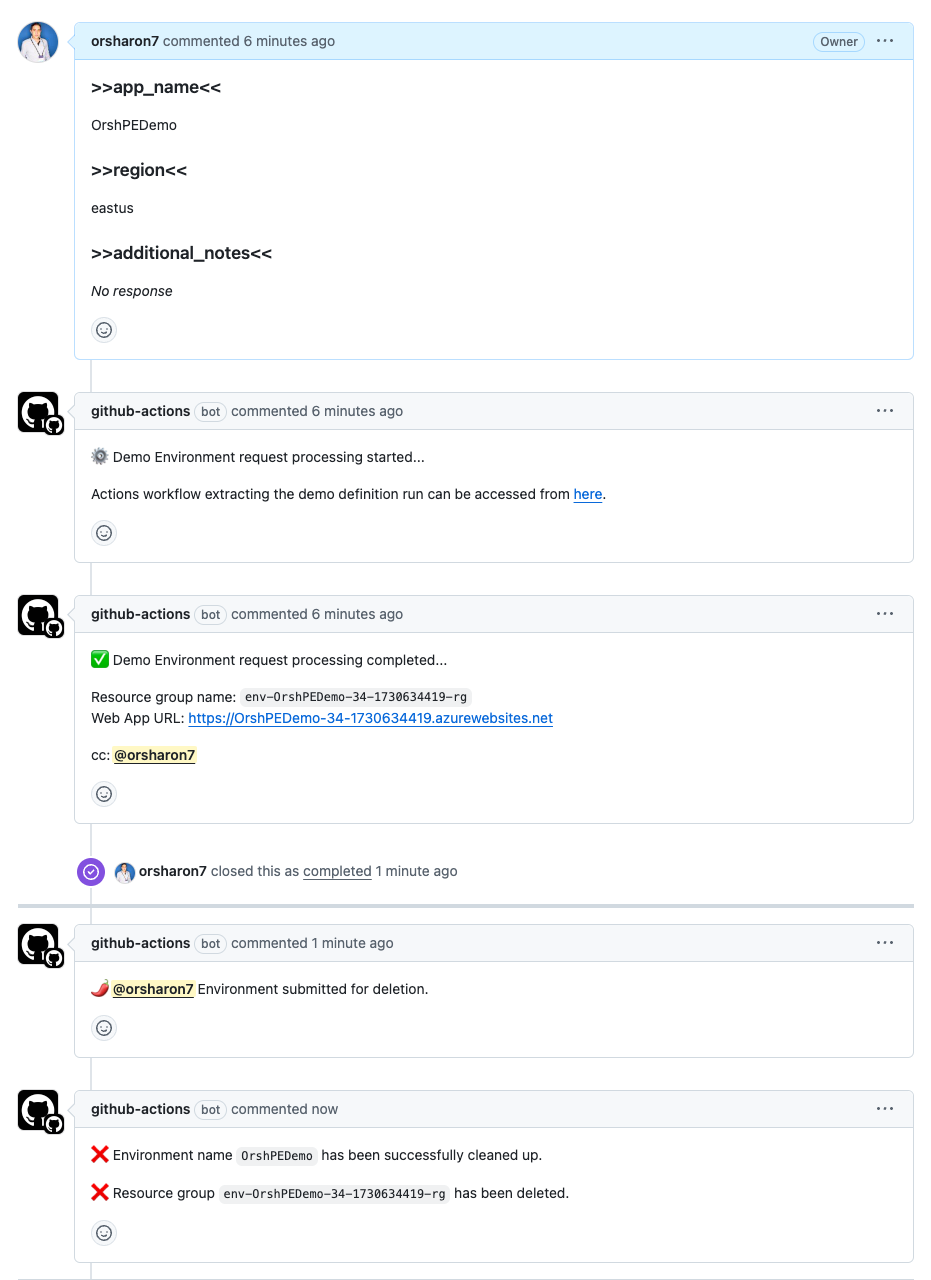 orsharon7 commented 6 minutes ago Owner ...
>>app_name<<
OrshPEDemo
>>region<<
eastus
>>additional_notes<<
No response
github-actions bot commented 6 minutes ago ...
Demo Environment request processing started...
Actions workflow extracting the demo definition run can be accessed from here.
github-actions bot commented 6 minutes ago ...
Demo Environment request processing completed...
Resource group name: env-OrshPEDemo-34-1730634419-rg
Web App URL: https://OrshPEDemo-34-1730634419.azurewebsites.net
cc: @orsharon7
orsharon7 closed this as completed 1 minute ago
github-actions bot commented 1 minute ago ...
@orsharon7 Environment submitted for deletion.
github-actions bot commented now ...
Environment name OrshPEDemo has been successfully cleaned up.
Resource group env-OrshPEDemo-34-1730634419-rg has been deleted.